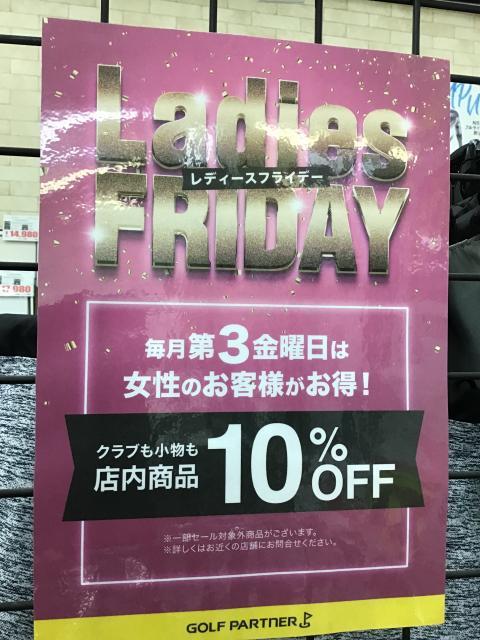 Ladies
レディースフライデー
FRIDAY
毎月第3金曜日は
女性のお客様がお得!
クラブも小物も
店内商品
10%OFF
※一部セール対象外商品がございます。
※詳しくはお近くの店舗にお問合せください。
GOLF PARTNER
14,980